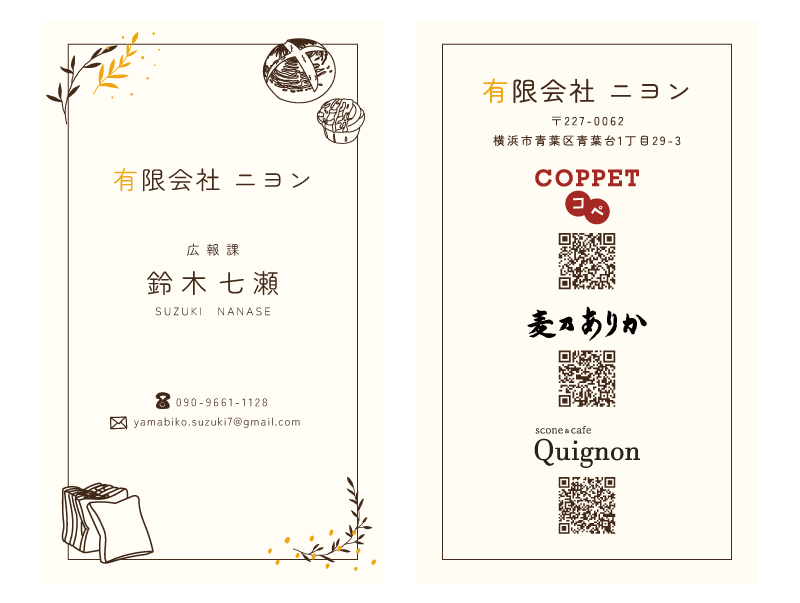 有限会社 ニヨン
広報課
鈴木七瀬
SUZUKI NANASE
090-9661-1128
yamabiko.suzuki7@gmail.com
有限会社 ニヨン
〒227-0062
横浜市青葉区青葉台1丁目29-3
COPPET
コペ
麦乃ありか
scone&cafe
Quignon